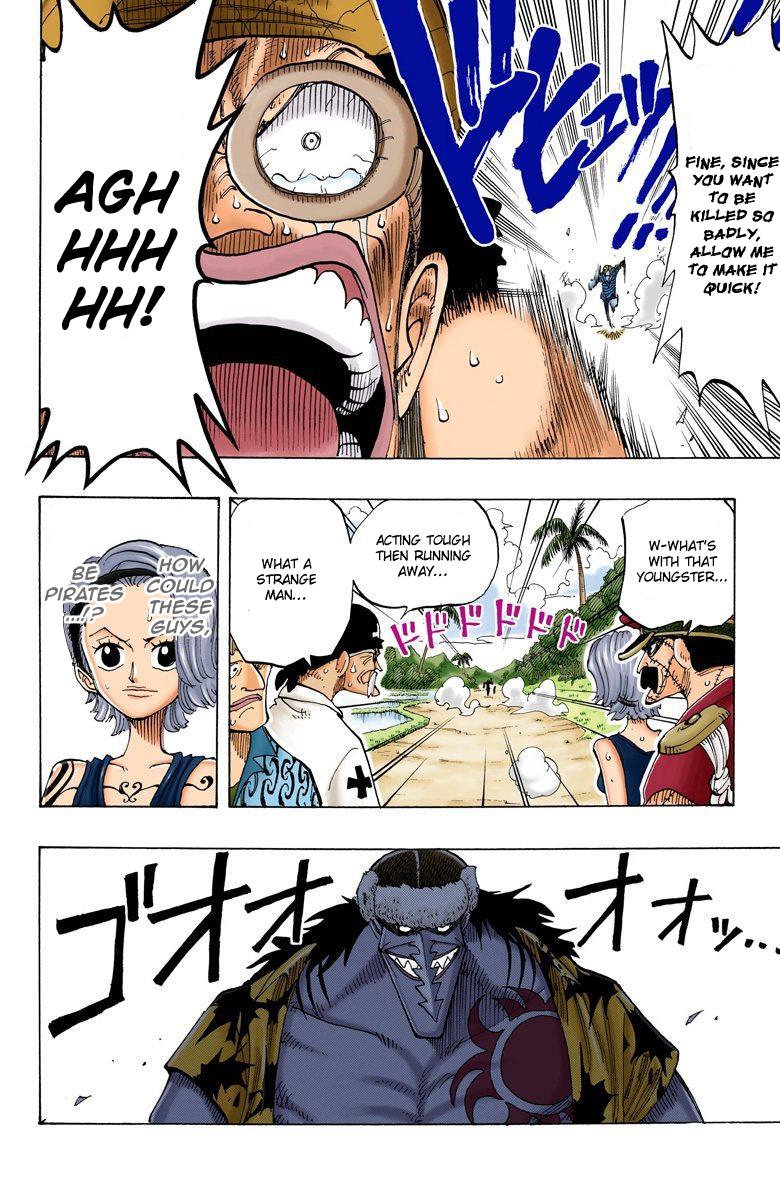 FINE, SINCE
YOU WANT
TO BE
KILLED SO
BADLY,
ALLOW ME
TO MAKE IT
QUICK!
ドヒュ!!
AGH
HHH
HH!
W-WHAT'S
WITH THAT
YOUNGSTER...
ACTING TOUGH
THEN RUNNING
AWAY...
WHAT A
STRANGE
MAN...
ドドドドドド
HOW
COULD
THESE
GUYS,
BE
PIRATES
...!?
ゴオオオオッ...